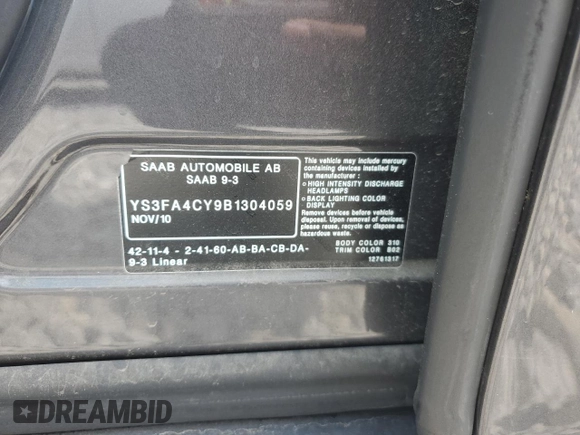 SAAB AUTOMOBILE AB
SAAB 9-3
YS3FA4CY9B1304059
NOV/10
42-11-4 - 2-41-60-AB-BA-CB-DA-
9-3 Linear
This vehicle may include mercury
containing devices installed by
the manufacturer :
o HIGH INTENSITY DISCHARGE
HEADLAMPS
o BACK LIGHTING COLOR
DISPLAY
Remove devices before vehicle
disposal. Upon removal of devices
please reuse, recycle or dispose
as hazardous waste.
BODY COLOR 310
TRIM COLOR B02
12761317
DREAMBID